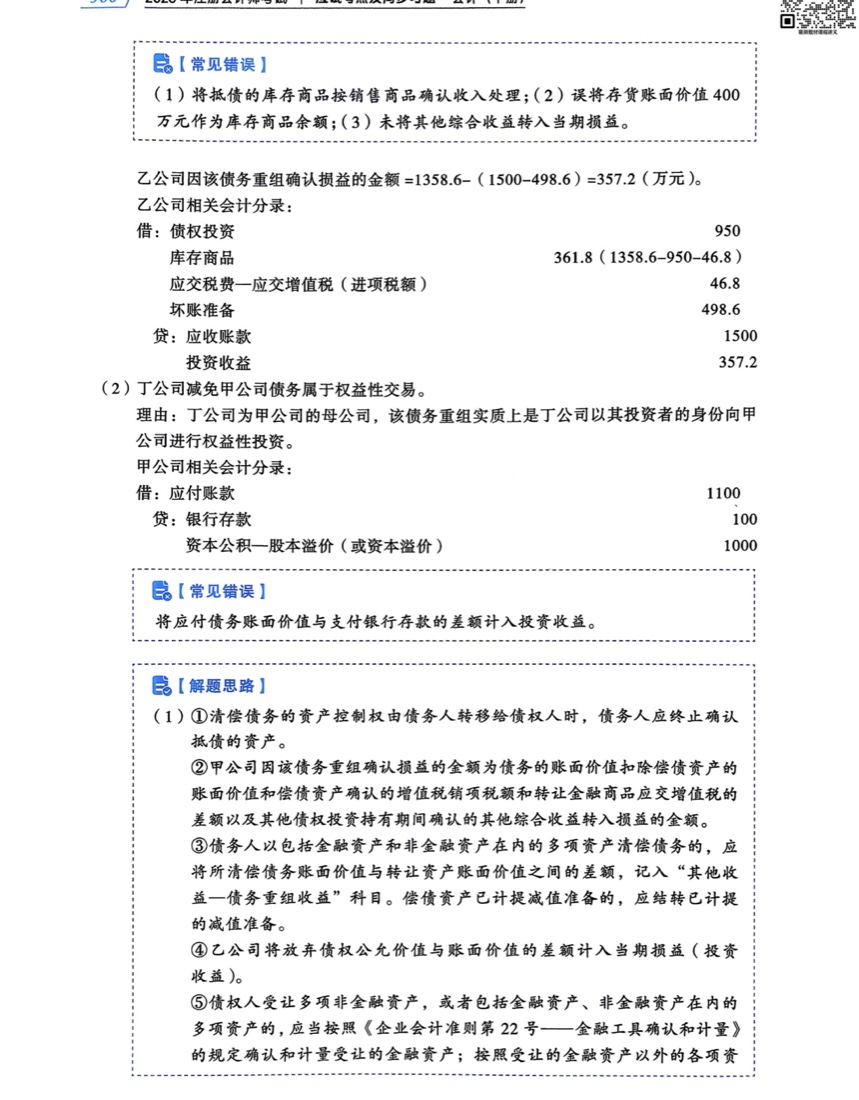 【常见错误】
（1）将抵债的库存商品按销售商品确认收入处理；（2）误将存货账面价值 400
万元作为库存商品余额；（3）未将其他综合收益转入当期损益。
乙公司因该债务重组确认损益的金额 =1358.6-（1500-498.6）=357.2（万元）。
乙公司相关会计分录：
借：债权投资 950
库存商品 361.8（1358.6-950-46.8）
应交税费—应交增值税（进项税额） 46.8
坏账准备 498.6
贷：应收账款 1500
投资收益 357.2
（2）丁公司减免甲公司债务属于权益性交易。
理由：丁公司为甲公司的母公司，该债务重组实质上是丁公司以其投资者的身份向甲
公司进行权益性投资。
甲公司相关会计分录：
借：应付账款 1100
贷：银行存款 100
资本公积—股本溢价（或资本溢价） 1000
【常见错误】
将应付债务账面价值与支付银行存款的差额计入投资收益。
【解题思路】
（1）①清偿债务的资产控制权由债务人转移给债权人时，债务人应终止确认
抵债的资产。
②甲公司因该债务重组确认损益的金额为债务的账面价值扣除偿债资产的
账面价值和偿债资产确认的增值税销项税额和转让金融商品应交增值税的
差额以及其他债权投资持有期间确认的其他综合收益转入损益的金额。
③债务人以包括金融资产和非金融资产在内的多项资产清偿债务的，应
将所清偿债务账面价值与转让资产账面价值之间的差额，记入“其他收
益—债务重组收益”科目。偿债资产已计提减值准备的，应结转已计提
的减值准备。
④乙公司将放弃债权公允价值与账面价值的差额计入当期损益（投资
收益）。
⑤债权人受让多项非金融资产，或者包括金融资产、非金融资产在内的
多项资产的，应当按照《企业会计准则第 22 号——金融工具确认和计量》
的规定确认和计量受让的金融资产；按照受让的金融资产以外的各项资